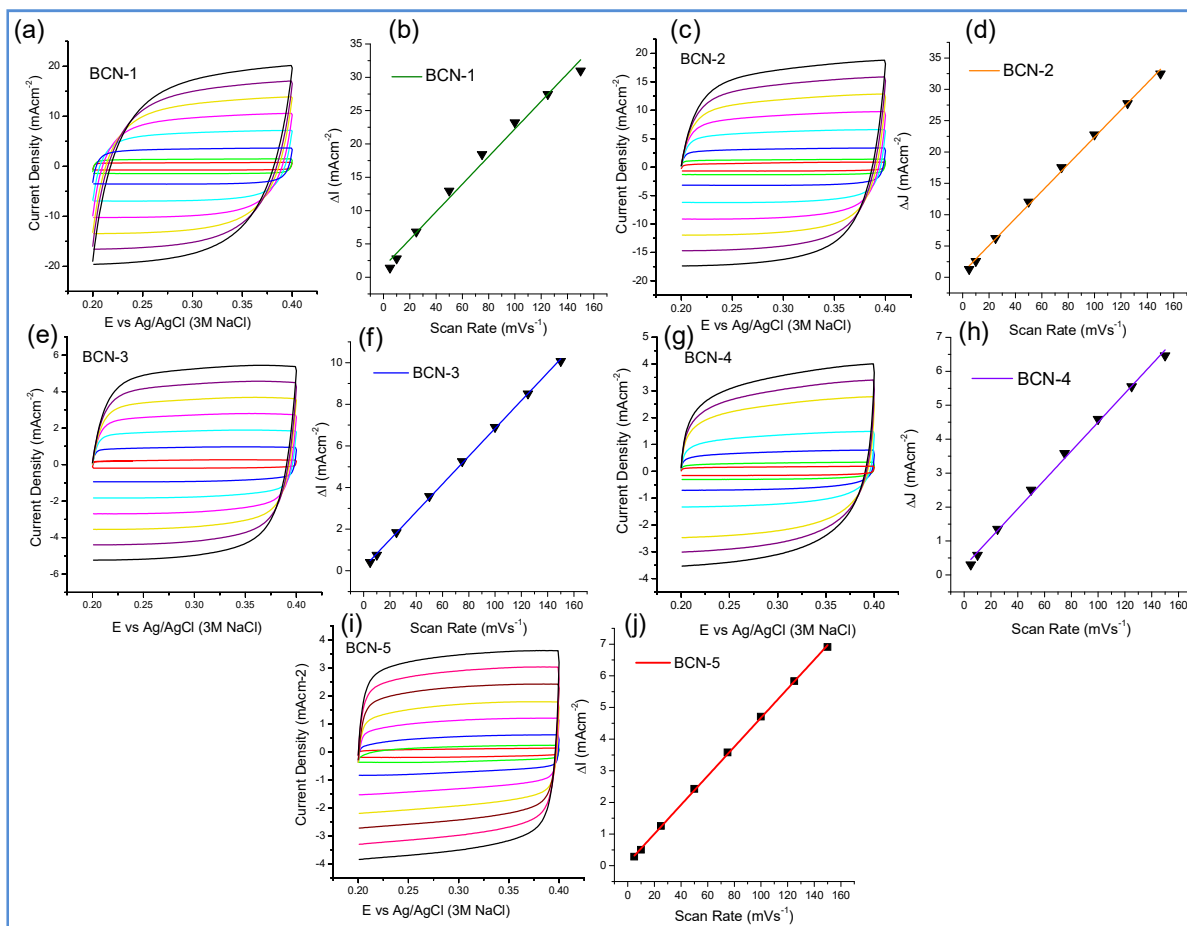 (a)
BCN-1
Current Density (mAcm⁻²)
20
10
0
-10
-20
0.20 0.25 0.30 0.35 0.40
E vs Ag/AgCl (3M NaCl)
(b)
BCN-1
ΔI (mAcm⁻²)
35
30
25
20
15
10
5
0
0 20 40 60 80 100 120 140 160
Scan Rate (mVs⁻¹)
(c)
BCN-2
Current Density (mAcm⁻²)
20
15
10
5
0
-5
-10
-15
-20
0.20 0.25 0.30 0.35 0.40
E vs Ag/AgCl (3M NaCl)
(d)
BCN-2
ΔJ (mAcm⁻²)
35
30
25
20
15
10
5
0
0 20 40 60 80 100 120 140 160
Scan Rate (mVs⁻¹)
(e)
BCN-3
Current Density (mAcm⁻²)
6
4
2
0
-2
-4
-6
0.20 0.25 0.30 0.35 0.40
E vs Ag/AgCl (3M NaCl)
(f)
BCN-3
ΔI (mAcm⁻²)
10
8
6
4
2
0
0 20 40 60 80 100 120 140 160
Scan Rate (mVs⁻¹)
(g)
BCN-4
Current Density (mAcm⁻²)
5
4
3
2
1
0
-1
-2
-3
-4
0.20 0.25 0.30 0.35 0.40
E vs Ag/AgCl (3M NaCl)
(h)
BCN-4
ΔJ (mAcm⁻²)
7
6
5
4
3
2
1
0
0 20 40 60 80 100 120 140 160
Scan Rate (mVs⁻¹)
(i)
BCN-5
Current Density (mAcm-2)
4
3
2
1
0
-1
-2
-3
-4
0.20 0.25 0.30 0.35 0.40
E vs Ag/AgCl (3M NaCl)
(j)
BCN-5
ΔI (mAcm⁻²)
7
6
5
4
3
2
1
0
0 20 40 60 80 100 120 140 160
Scan Rate (mVs⁻¹)